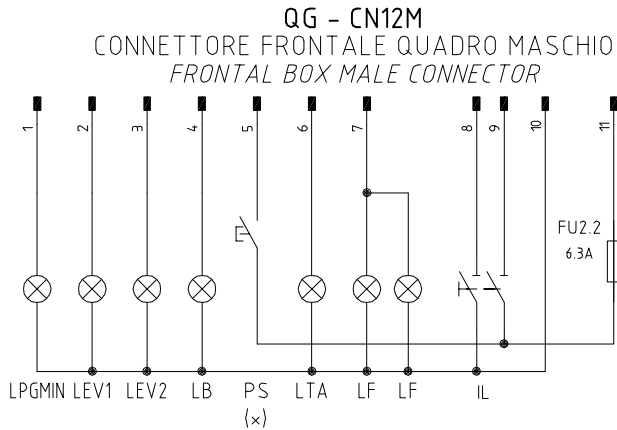 QG - CN12M
CONNETTORE FRONTALE QUADRO MASCHIO
FRONTAL BOX MALE CONNECTOR
1 2 3 4 5 6 7 8 9 10 11
FU2.2
6.3A
LPGMIN LEV1 LEV2 LB PS LTA LF LF IL
(x)